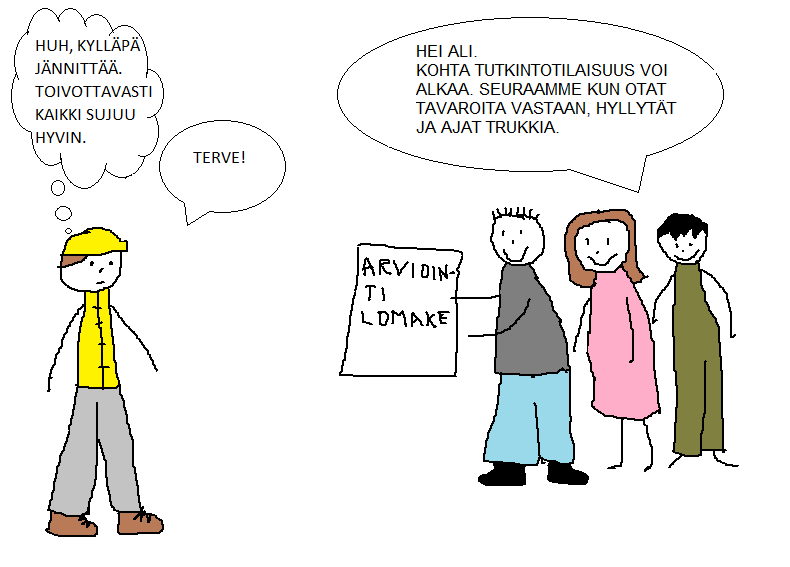 HUH, KYLLÄPÄ
JÄNNITTÄÄ.
TOIVOTTAVASTI
KAIKKI SUJUU
HYVIN.
TERVE!
HEI ALI.
KOHTA TUTKINTOTILAISUUS VOI
ALKAA. SEURAAMME KUN OTAT
TAVAROITA VASTAAN, HYLLYTÄT
JA AJAT TRUKKIA.
ARVIOIN-
TI
LOMAKE